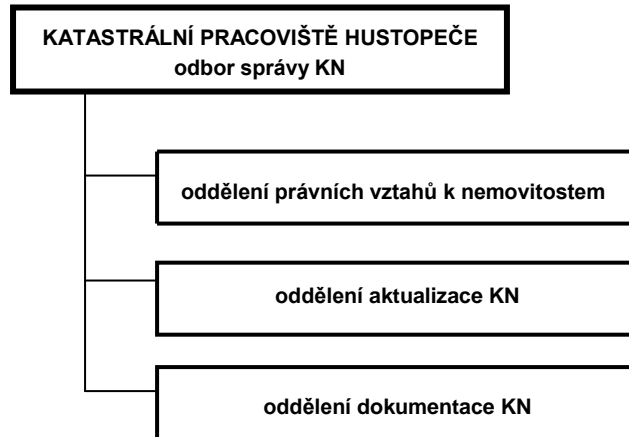 KATASTRÁLNÍ PRACOVIŠTĚ HUSTOPEČE
odbor správy KN
oddělení právních vztahů k nemovitostem
oddělení aktualizace KN
oddělení dokumentace KN